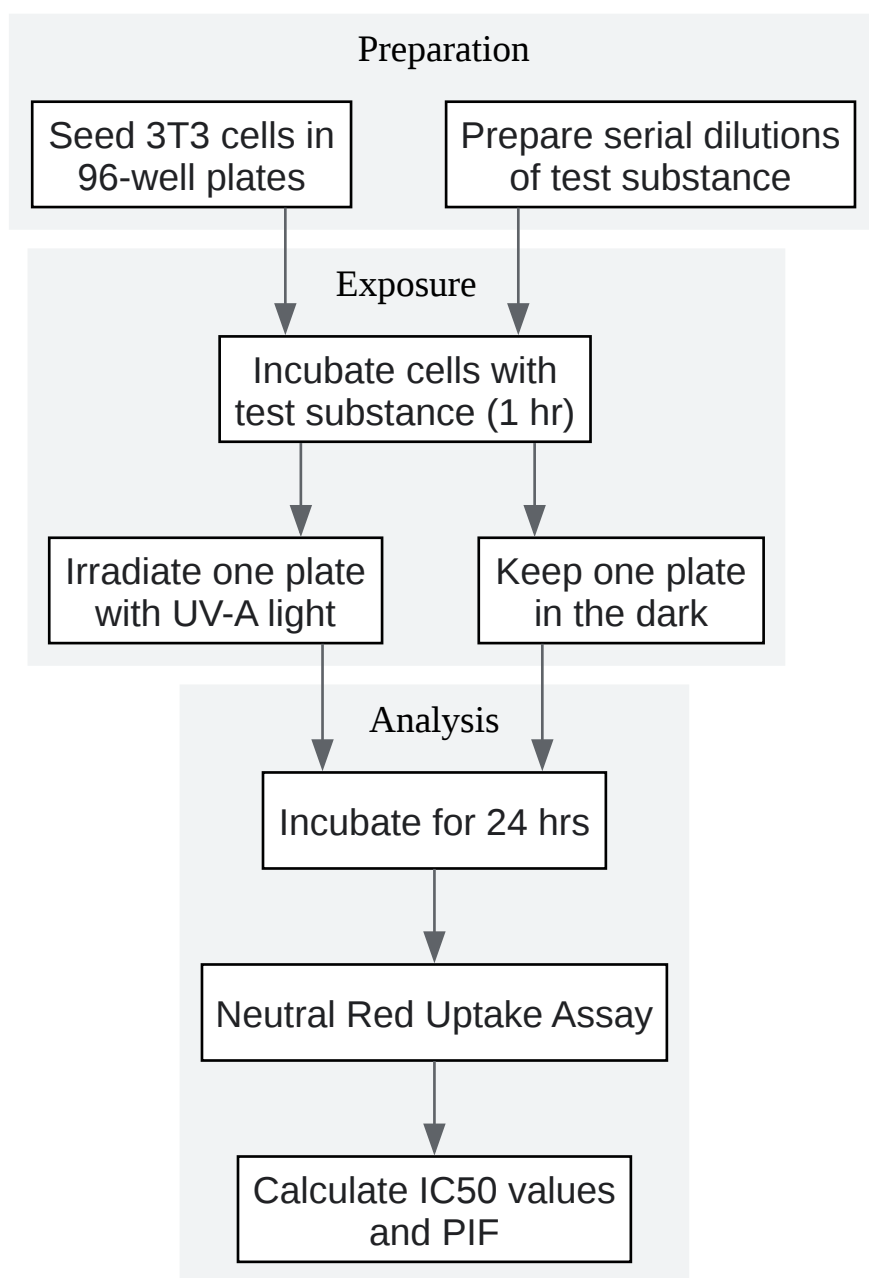 Preparation
Seed 3T3 cells in
96-well plates
Prepare serial dilutions
of test substance
Exposure
Incubate cells with
test substance (1 hr)
Irradiate one plate
with UV-A light
Keep one plate
in the dark
Analysis
Incubate for 24 hrs
Neutral Red Uptake Assay
Calculate IC50 values
and PIF